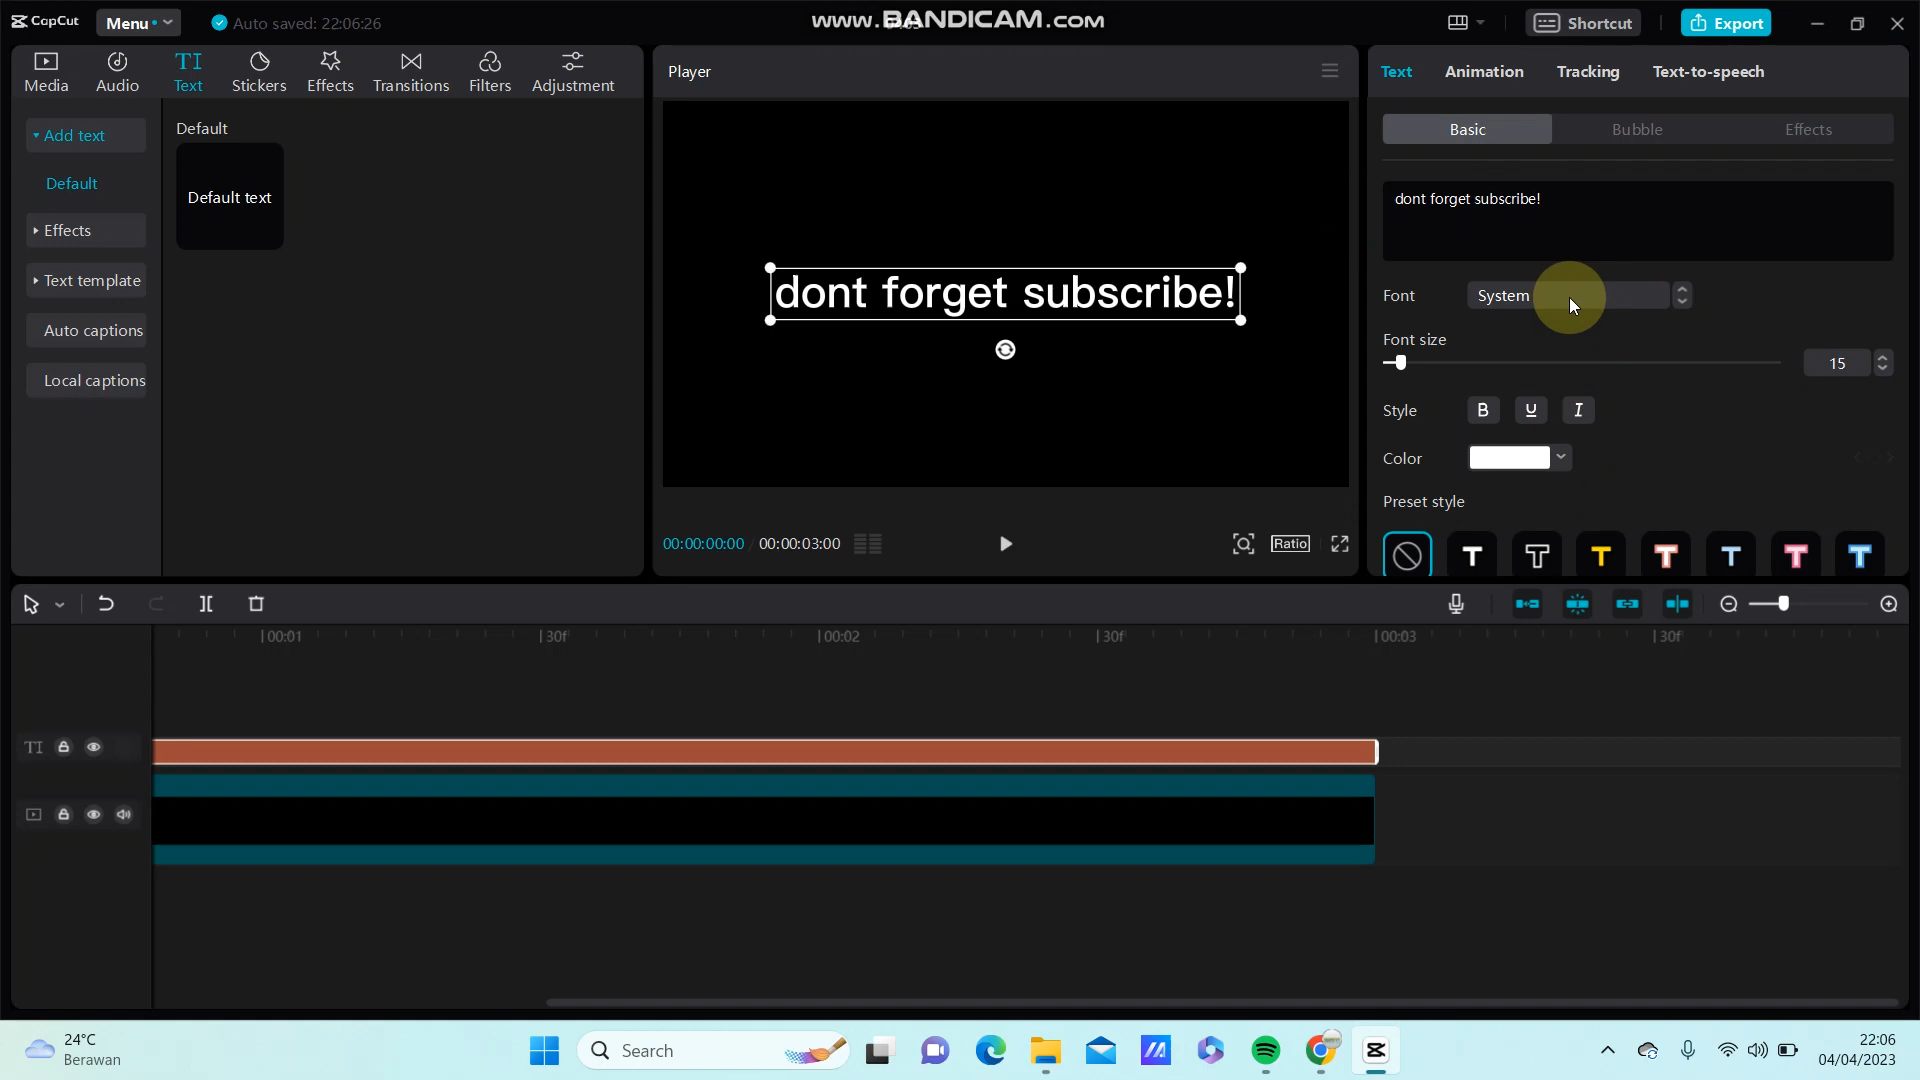 CapCut
Menu
Auto saved: 22:06:26
www.BANDICAM.COM
Shortcut
Export
Media
Audio
TI
Text
Stickers
Effects
Transitions
Filters
Adjustment
Player
Text
Animation
Tracking
Text-to-speech
Add text
Default
Effects
Text template
Auto captions
Local captions
Default
Default text
dont forget subscribe!
00:00:00:00 / 00:00:03:00
Ratio
Basic
Bubble
Effects
dont forget subscribe!
Font
System
Font size
15
Style
B
U
I
Color
Preset style
T
T
T
T
T
T
T
00:01
30f
00:02
30f
00:03
30f
TI
24°C
Berawan
Search
22:06
04/04/2023